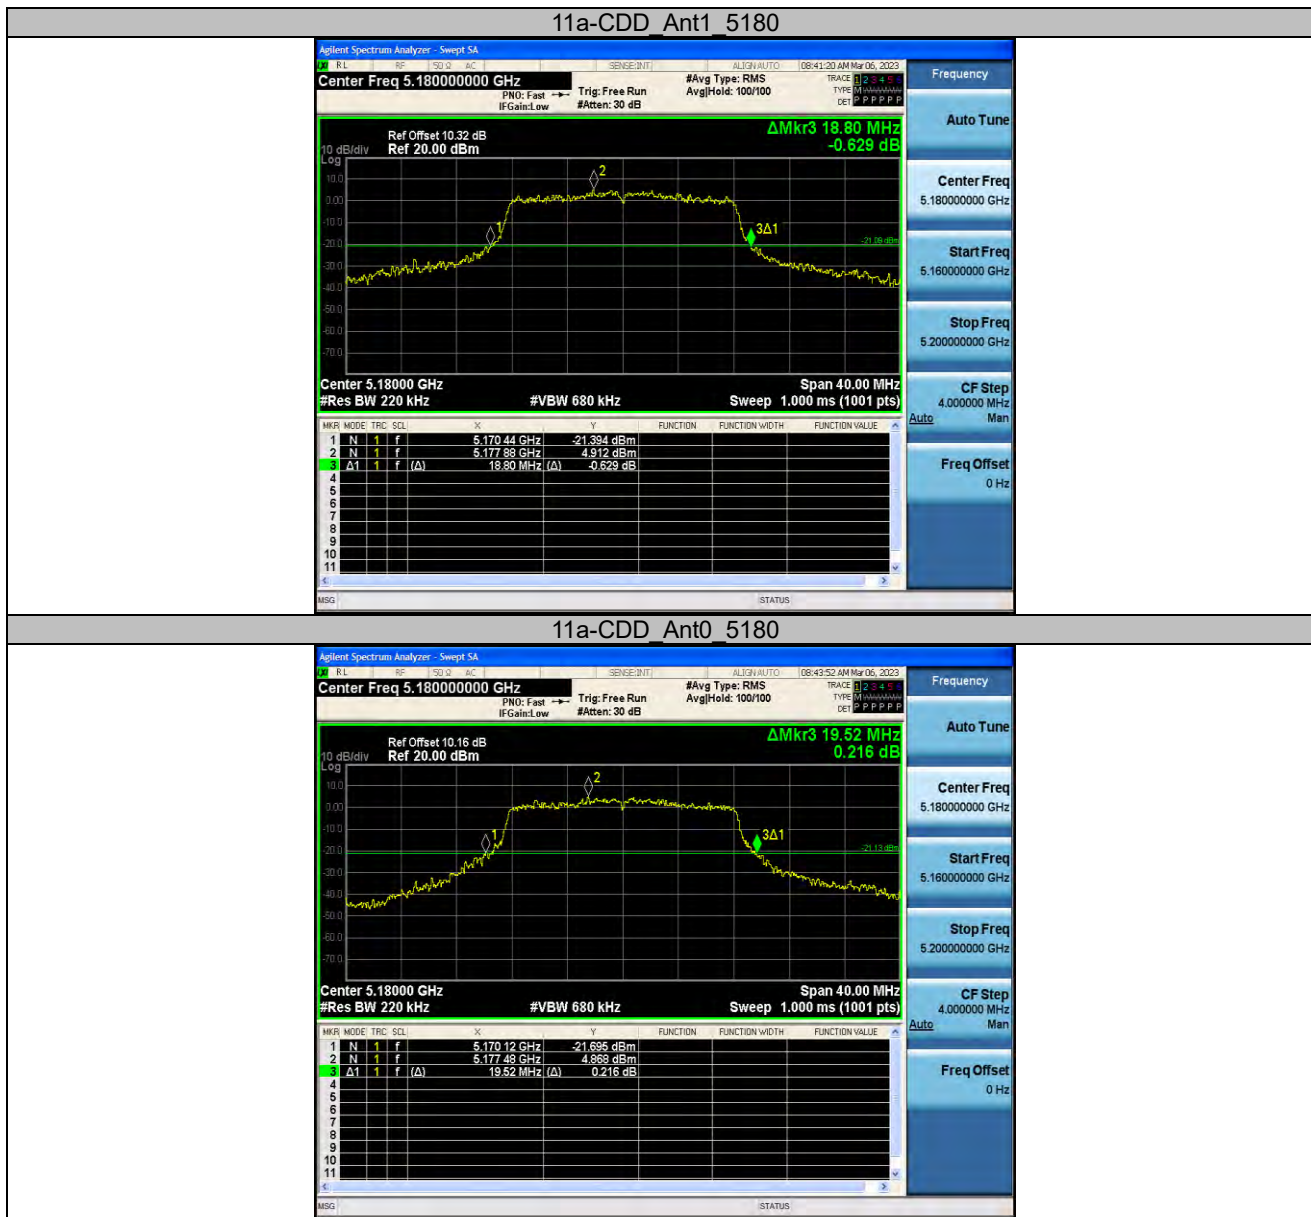 11a-CDD_Ant1_5180
Agilent Spectrum Analyzer - Swept SA
RL RF 50 Ω AC SENSE:INT ALIGN AUTO 08:41:20 AM Mar 06, 2023
Center Freq 5.180000000 GHz
PNO: Fast
IFGain:Low
Trig: Free Run
#Atten: 30 dB
#Avg Type: RMS
Avg|Hold: 100/100
TRACE 1 2 3 4 5
TYPE M
DET P P P P P P
Frequency
Auto Tune
Center Freq
5.180000000 GHz
Start Freq
5.160000000 GHz
Stop Freq
5.200000000 GHz
CF Step
4.000000 MHz
Auto Man
Freq Offset
0 Hz
ΔMkr3 18.80 MHz
-0.629 dB
Ref Offset 10.32 dB
10 dB/div Ref 20.00 dBm
Log
10.0
0.00
-10.0
-20.0
-30.0
-40.0
-50.0
-60.0
-70.0
2
1
3Δ1
-21.09 dBm
Center 5.18000 GHz Span 40.00 MHz
#Res BW 220 kHz #VBW 680 kHz Sweep 1.000 ms (1001 pts)
MKR MODE TRC SCL X Y FUNCTION FUNCTION WIDTH FUNCTION VALUE
1 N 1 f 5.170 44 GHz -21.394 dBm
2 N 1 f 5.177 88 GHz 4.912 dBm
3 Δ1 1 f (Δ) 18.80 MHz (Δ) -0.629 dB
4
5
6
7
8
9
10
11
MSG STATUS
11a-CDD_Ant0_5180
Agilent Spectrum Analyzer - Swept SA
RL RF 50 Ω AC SENSE:INT ALIGN AUTO 08:43:52 AM Mar 06, 2023
Center Freq 5.180000000 GHz
PNO: Fast
IFGain:Low
Trig: Free Run
#Atten: 30 dB
#Avg Type: RMS
Avg|Hold: 100/100
TRACE 1 2 3 4 5
TYPE M
DET P P P P P P
Frequency
Auto Tune
Center Freq
5.180000000 GHz
Start Freq
5.160000000 GHz
Stop Freq
5.200000000 GHz
CF Step
4.000000 MHz
Auto Man
Freq Offset
0 Hz
ΔMkr3 19.52 MHz
0.216 dB
Ref Offset 10.16 dB
10 dB/div Ref 20.00 dBm
Log
10.0
0.00
-10.0
-20.0
-30.0
-40.0
-50.0
-60.0
-70.0
2
1
3Δ1
-21.13 dBm
Center 5.18000 GHz Span 40.00 MHz
#Res BW 220 kHz #VBW 680 kHz Sweep 1.000 ms (1001 pts)
MKR MODE TRC SCL X Y FUNCTION FUNCTION WIDTH FUNCTION VALUE
1 N 1 f 5.170 12 GHz -21.695 dBm
2 N 1 f 5.177 48 GHz 4.868 dBm
3 Δ1 1 f (Δ) 19.52 MHz (Δ) 0.216 dB
4
5
6
7
8
9
10
11
MSG STATUS